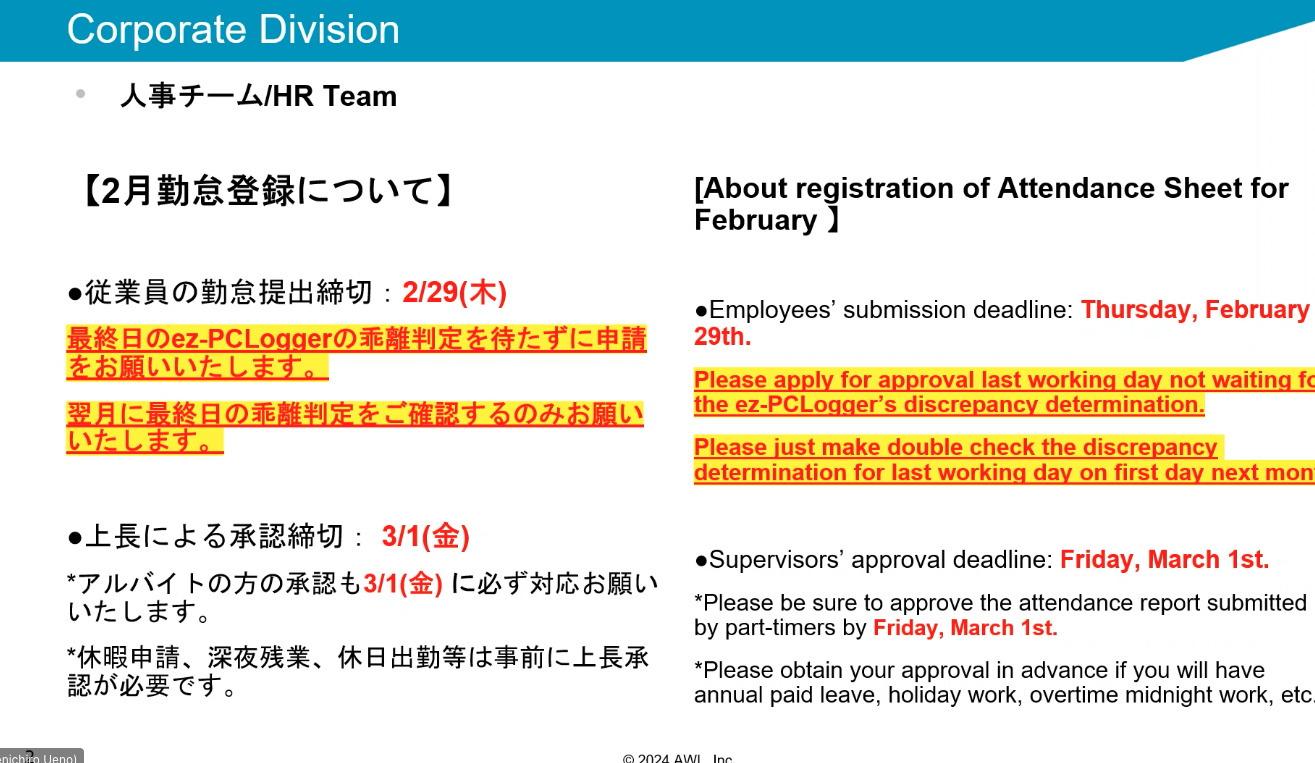 Corporate Division
• 人事チーム/HR Team
【2月勤怠登録について】
●従業員の勤怠提出締切：2/29(木)
最終日のez-PCLoggerの乖離判定を待たずに申請
をお願いいたします。
翌月に最終日の乖離判定をご確認するのみお願い
いたします。
●上長による承認締切： 3/1(金)
*アルバイトの方の承認も3/1(金) に必ず対応お願い
いたします。
*休暇申請、深夜残業、休日出勤等は事前に上長承
認が必要です。
[About registration of Attendance Sheet for
February 】
●Employees’ submission deadline: Thursday, February
29th.
Please apply for approval last working day not waiting fo
the ez-PCLogger’s discrepancy determination.
Please just make double check the discrepancy
determination for last working day on first day next mon
●Supervisors’ approval deadline: Friday, March 1st.
*Please be sure to approve the attendance report submitted
by part-timers by Friday, March 1st.
*Please obtain your approval in advance if you will have
annual paid leave, holiday work, overtime midnight work, etc.
enichiro Ueno)
© 2024 AWL, Inc.